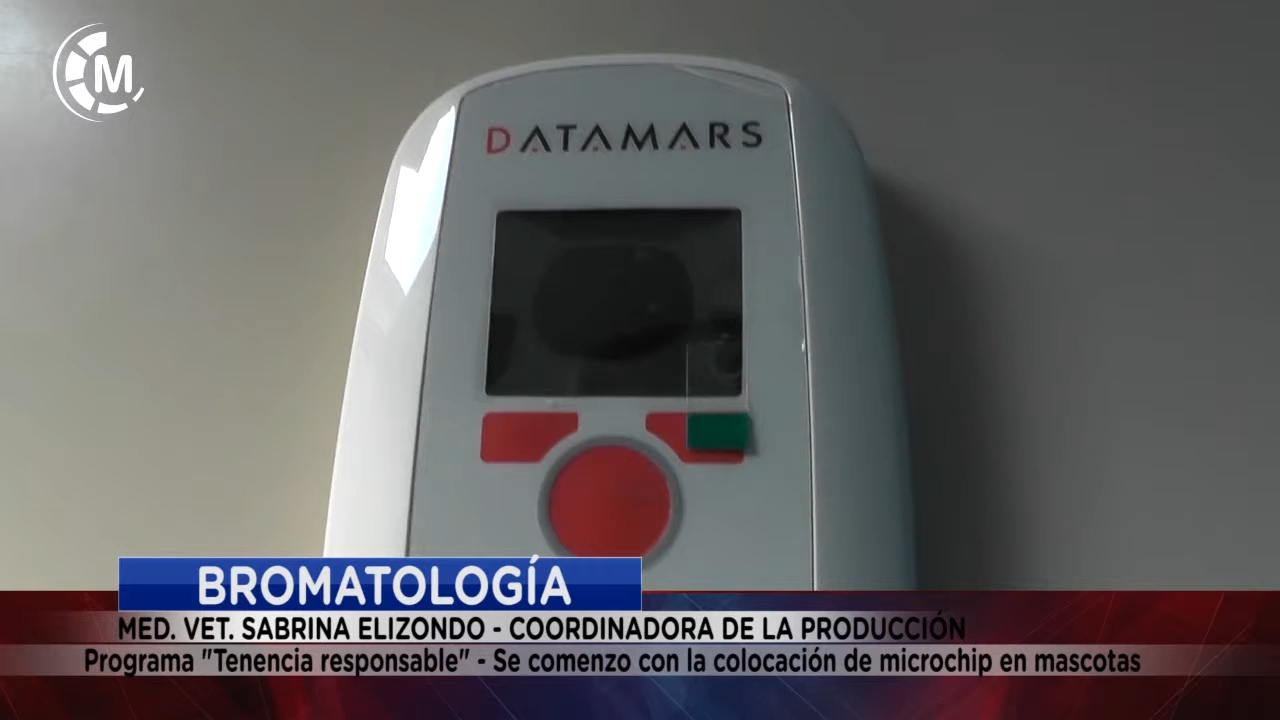 M
DATAMARS
BROMATOLOGÍA
MED. VET. SABRINA ELIZONDO - COORDINADORA DE LA PRODUCCIÓN
Programa "Tenencia responsable" - Se comenzo con la colocación de microchip en mascotas